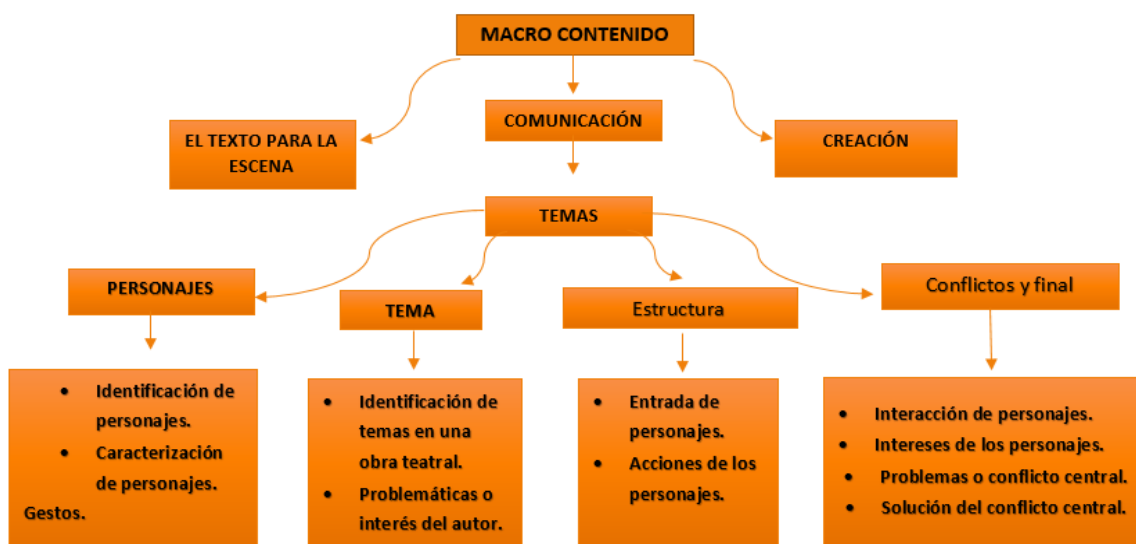 MACRO CONTENIDO
COMUNICACIÓN
EL TEXTO PARA LA
ESCENA
CREACIÓN
TEMAS
PERSONAJES
TEMA
Estructura
Conflictos y final
• Identificación de
personajes.
• Caracterización
de personajes.
Gestos.
• Identificación de
temas en una
obra teatral.
• Problemáticas o
interés del autor.
• Entrada de
personajes.
• Acciones de los
personajes.
• Interacción de personajes.
• Intereses de los personajes.
• Problemas o conflicto central.
• Solución del conflicto central.